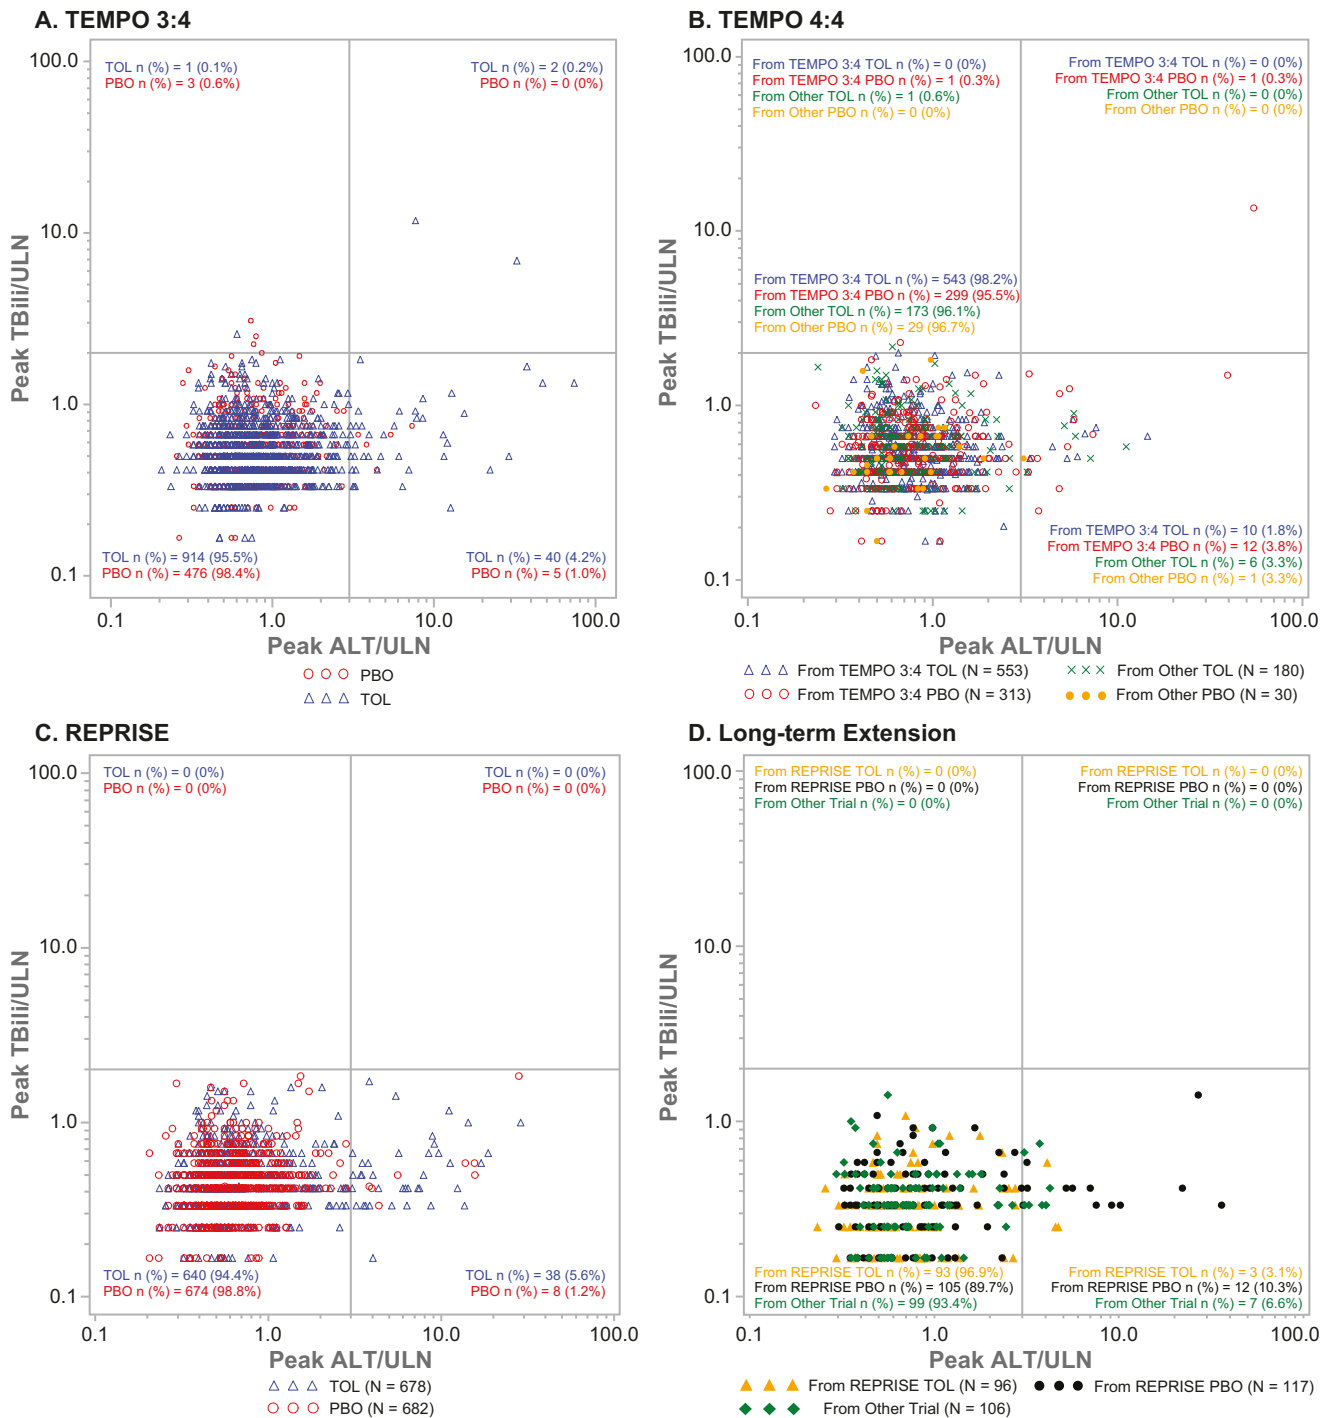 A. TEMPO 3:4
100.0
10.0
1.0
0.1
Peak TBili/ULN
TOL n (%) = 1 (0.1%)
PBO n (%) = 3 (0.6%)
TOL n (%) = 2 (0.2%)
PBO n (%) = 0 (0%)
TOL n (%) = 914 (95.5%)
PBO n (%) = 476 (98.4%)
TOL n (%) = 40 (4.2%)
PBO n (%) = 5 (1.0%)
0.1 1.0 10.0 100.0
Peak ALT/ULN
PBO
TOL
B. TEMPO 4:4
100.0
10.0
1.0
0.1
Peak TBili/ULN
From TEMPO 3:4 TOL n (%) = 0 (0%)
From TEMPO 3:4 PBO n (%) = 1 (0.3%)
From Other TOL n (%) = 1 (0.6%)
From Other PBO n (%) = 0 (0%)
From TEMPO 3:4 TOL n (%) = 0 (0%)
From TEMPO 3:4 PBO n (%) = 1 (0.3%)
From Other TOL n (%) = 0 (0%)
From Other PBO n (%) = 0 (0%)
From TEMPO 3:4 TOL n (%) = 543 (98.2%)
From TEMPO 3:4 PBO n (%) = 299 (95.5%)
From Other TOL n (%) = 173 (96.1%)
From Other PBO n (%) = 29 (96.7%)
From TEMPO 3:4 TOL n (%) = 10 (1.8%)
From TEMPO 3:4 PBO n (%) = 12 (3.8%)
From Other TOL n (%) = 6 (3.3%)
From Other PBO n (%) = 1 (3.3%)
0.1 1.0 10.0 100.0
Peak ALT/ULN
From TEMPO 3:4 TOL (N = 553)
From Other TOL (N = 180)
From TEMPO 3:4 PBO (N = 313)
From Other PBO (N = 30)
C. REPRISE
100.0
10.0
1.0
0.1
Peak TBili/ULN
TOL n (%) = 0 (0%)
PBO n (%) = 0 (0%)
TOL n (%) = 0 (0%)
PBO n (%) = 0 (0%)
TOL n (%) = 640 (94.4%)
PBO n (%) = 674 (98.8%)
TOL n (%) = 38 (5.6%)
PBO n (%) = 8 (1.2%)
0.1 1.0 10.0 100.0
Peak ALT/ULN
TOL (N = 678)
PBO (N = 682)
D. Long-term Extension
100.0
10.0
1.0
0.1
Peak TBili/ULN
From REPRISE TOL n (%) = 0 (0%)
From REPRISE PBO n (%) = 0 (0%)
From Other Trial n (%) = 0 (0%)
From REPRISE TOL n (%) = 0 (0%)
From REPRISE PBO n (%) = 0 (0%)
From Other Trial n (%) = 0 (0%)
From REPRISE TOL n (%) = 93 (96.9%)
From REPRISE PBO n (%) = 105 (89.7%)
From Other Trial n (%) = 99 (93.4%)
From REPRISE TOL n (%) = 3 (3.1%)
From REPRISE PBO n (%) = 12 (10.3%)
From Other Trial n (%) = 7 (6.6%)
0.1 1.0 10.0 100.0
Peak ALT/ULN
From REPRISE TOL (N = 96)
From REPRISE PBO (N = 117)
From Other Trial (N = 106)